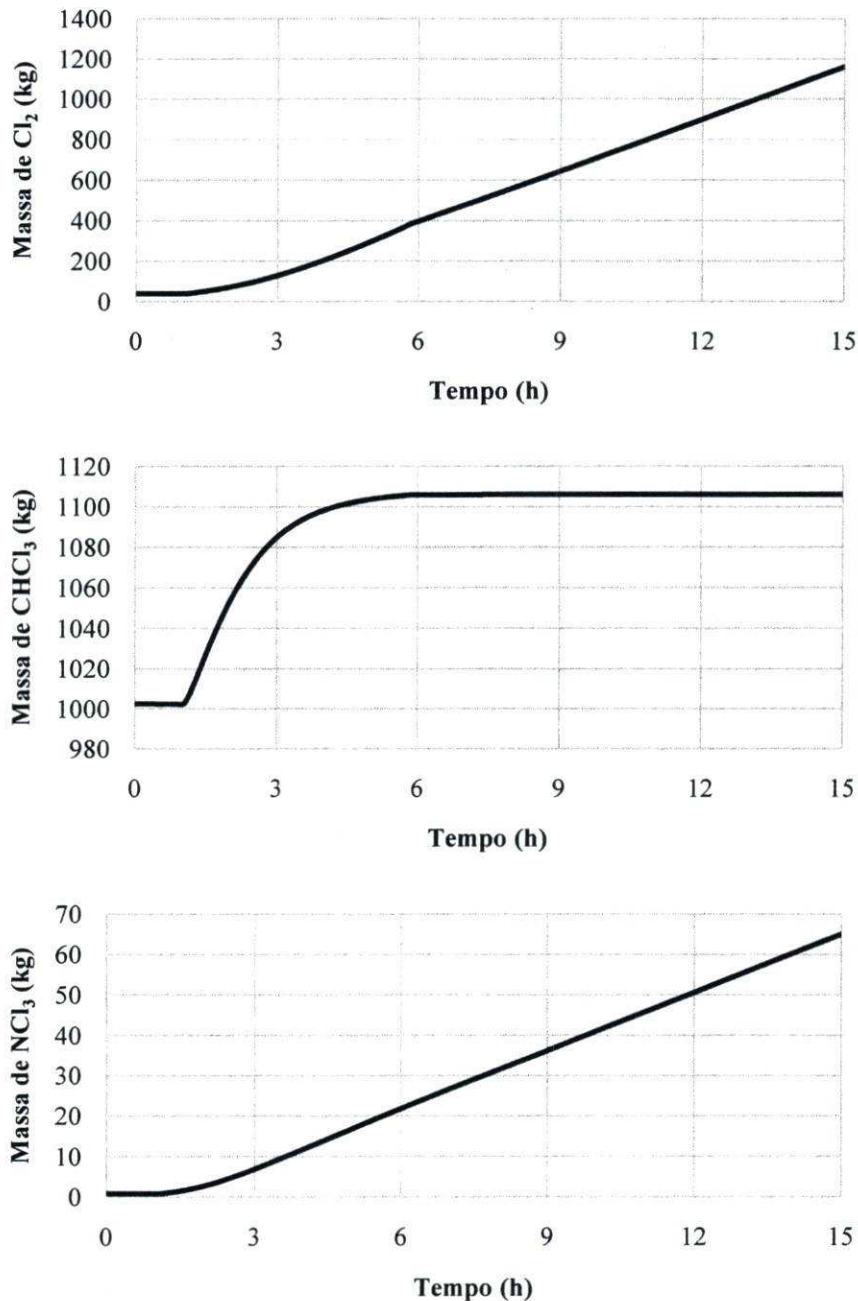 Massa de Cl₂ (kg)
1400
1200
1000
800
600
400
200
0
0 3 6 9 12 15
Tempo (h)
Massa de CHCl₃ (kg)
1120
1100
1080
1060
1040
1020
1000
980
0 3 6 9 12 15
Tempo (h)
Massa de NCl₃ (kg)
70
60
50
40
30
20
10
0
0 3 6 9 12 15
Tempo (h)